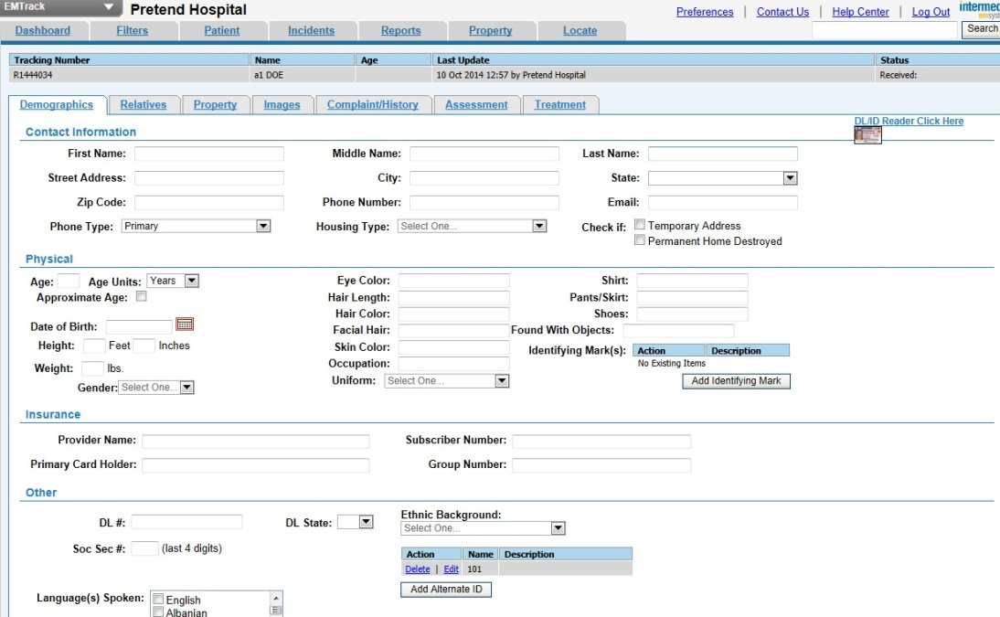 EMTrack
Pretend Hospital
Preferences | Contact Us | Help Center | Log Out
intermed
emsyst
Dashboard Filters Patient Incidents Reports Property Locate
Search
Tracking Number Name Age Last Update Status
R1444034 a1 DOE 10 Oct 2014 12:57 by Pretend Hospital Received:
Demographics Relatives Property Images Complaint/History Assessment Treatment
DL/ID Reader Click Here
Contact Information
First Name: Middle Name: Last Name:
Street Address: City: State:
Zip Code: Phone Number: Email:
Phone Type: Primary Housing Type: Select One... Check if: Temporary Address
Permanent Home Destroyed
Physical
Age: Age Units: Years Eye Color: Shirt:
Approximate Age: Hair Length: Pants/Skirt:
Hair Color: Shoes:
Date of Birth: Facial Hair: Found With Objects:
Height: Feet Inches Skin Color: Identifying Mark(s): Action Description
Weight: lbs. Occupation: No Existing Items
Gender: Select One... Uniform: Select One... Add Identifying Mark
Insurance
Provider Name: Subscriber Number:
Primary Card Holder: Group Number:
Other
DL #: DL State: Ethnic Background:
Select One...
Soc Sec #: (last 4 digits)
Action Name Description
Delete | Edit 101
Add Alternate ID
Language(s) Spoken: English
Albanian